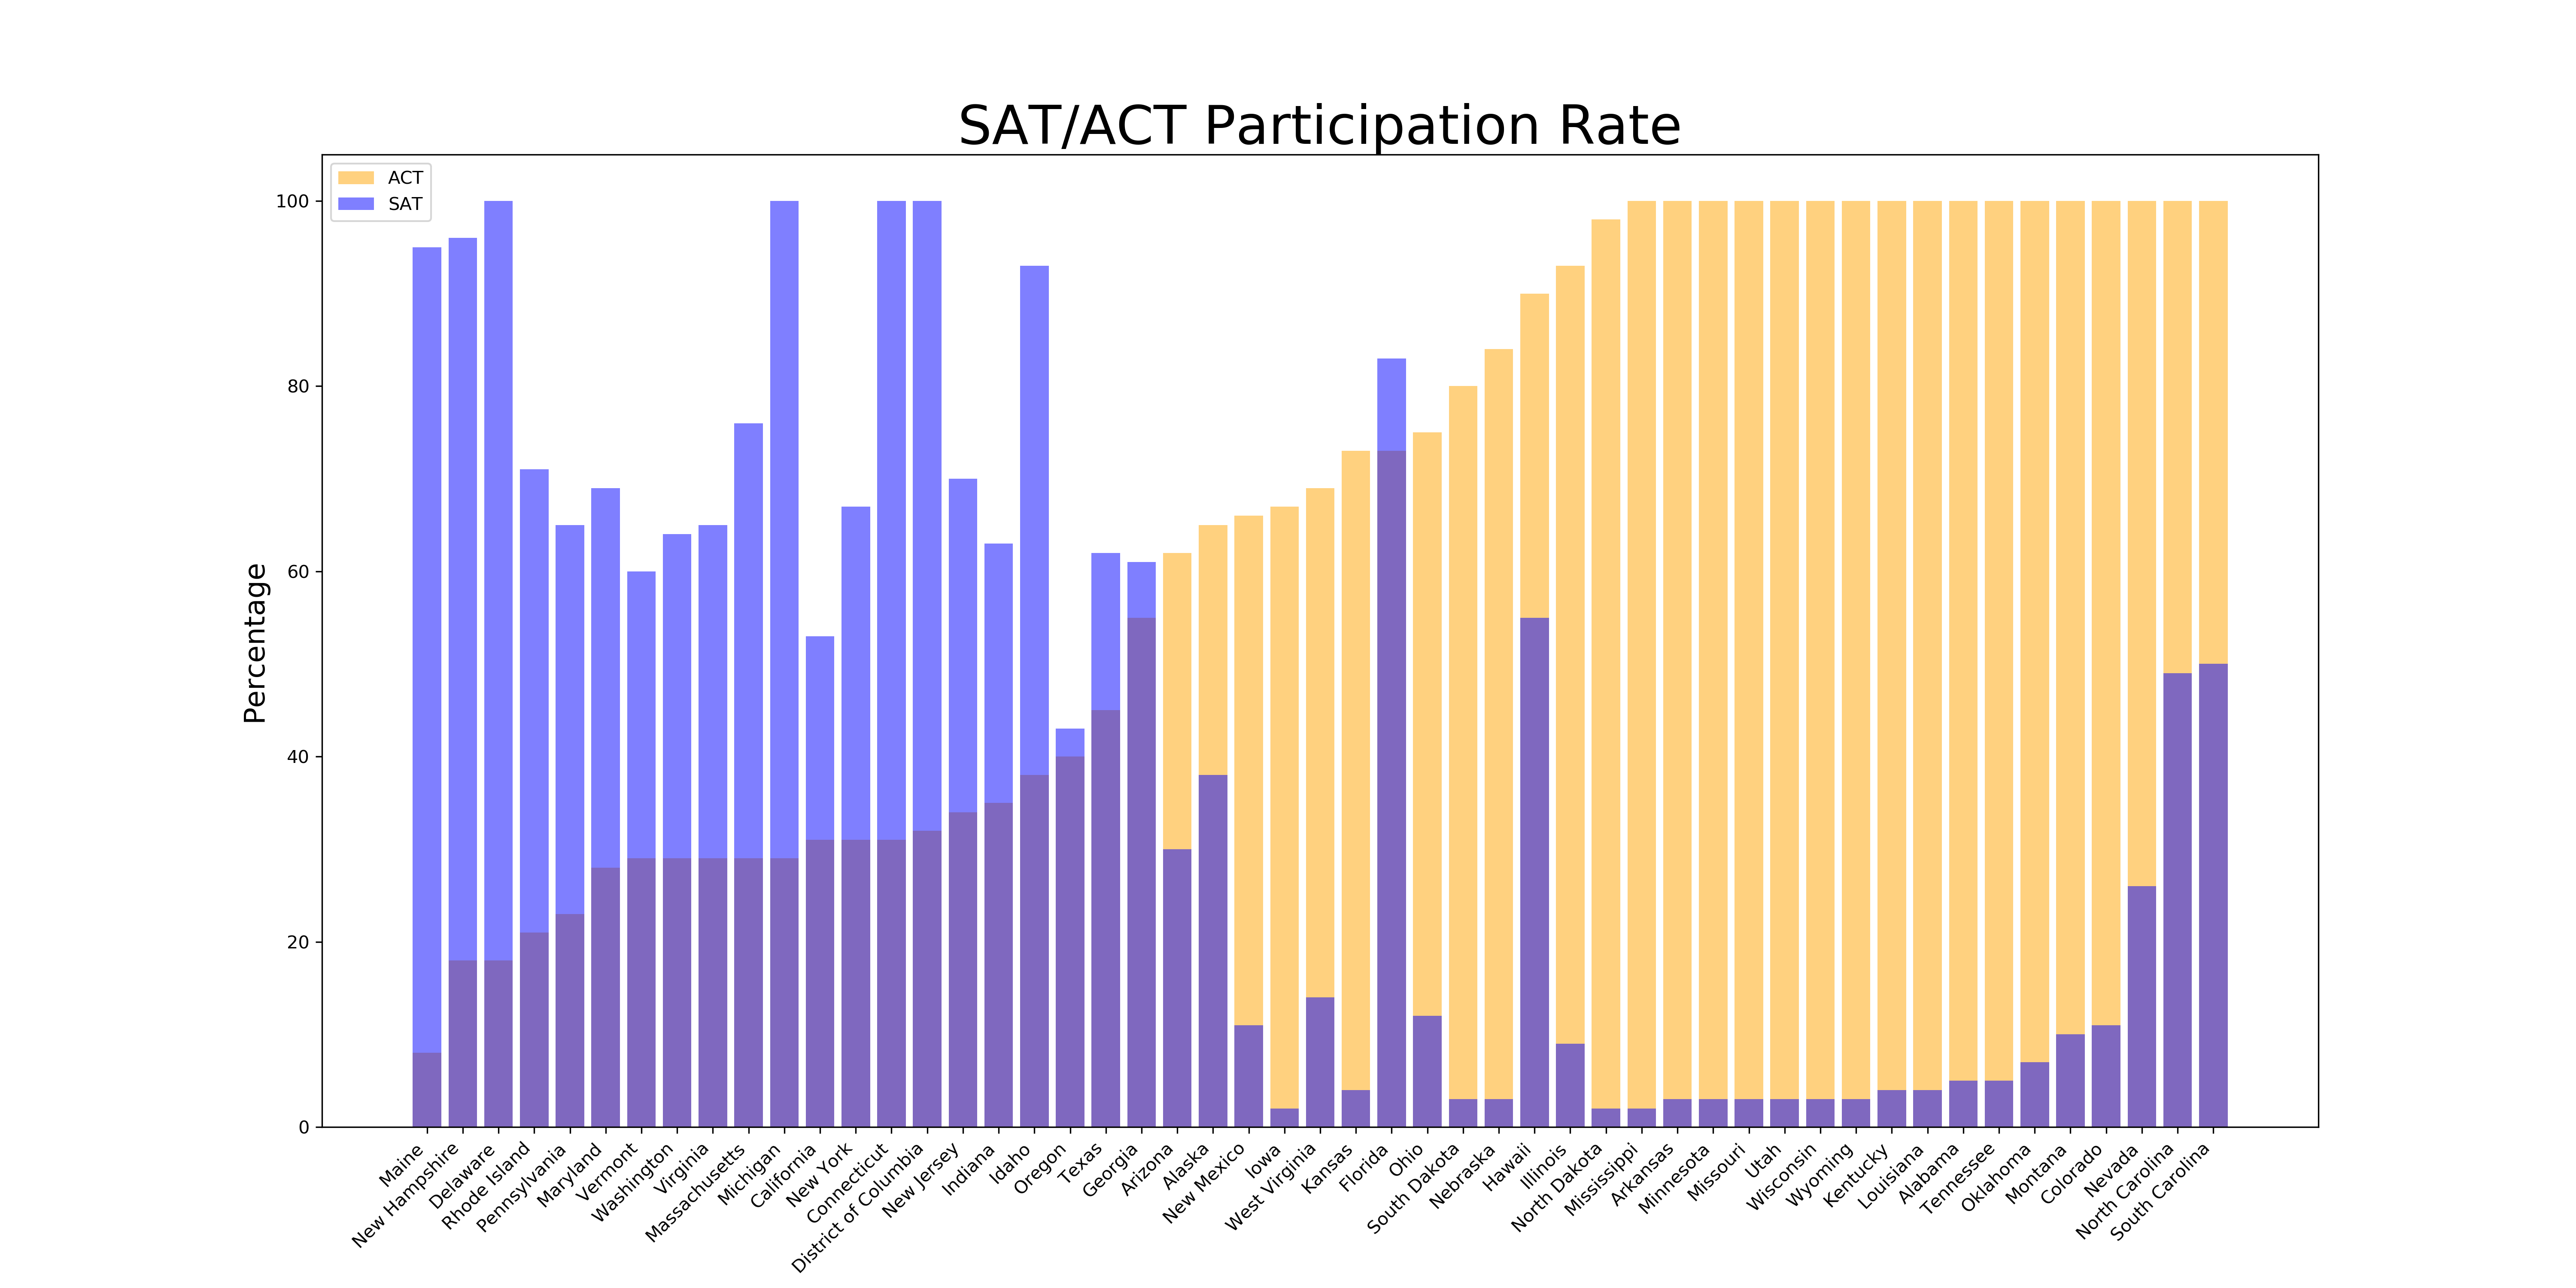 SAT/ACT Participation Rate
ACT
SAT
100
80
60
40
20
0
Percentage
Maine
New Hampshire
Delaware
Rhode Island
Pennsylvania
Maryland
Vermont
Washington
Virginia
Massachusetts
Michigan
California
New York
Connecticut
District of Columbia
New Jersey
Indiana
Idaho
Oregon
Texas
Georgia
Arizona
Alaska
New Mexico
Iowa
West Virginia
Kansas
Florida
Ohio
South Dakota
Nebraska
Hawaii
Illinois
North Dakota
Mississippi
Arkansas
Minnesota
Missouri
Utah
Wisconsin
Wyoming
Kentucky
Louisiana
Alabama
Tennessee
Oklahoma
Montana
Colorado
Nevada
North Carolina
South Carolina